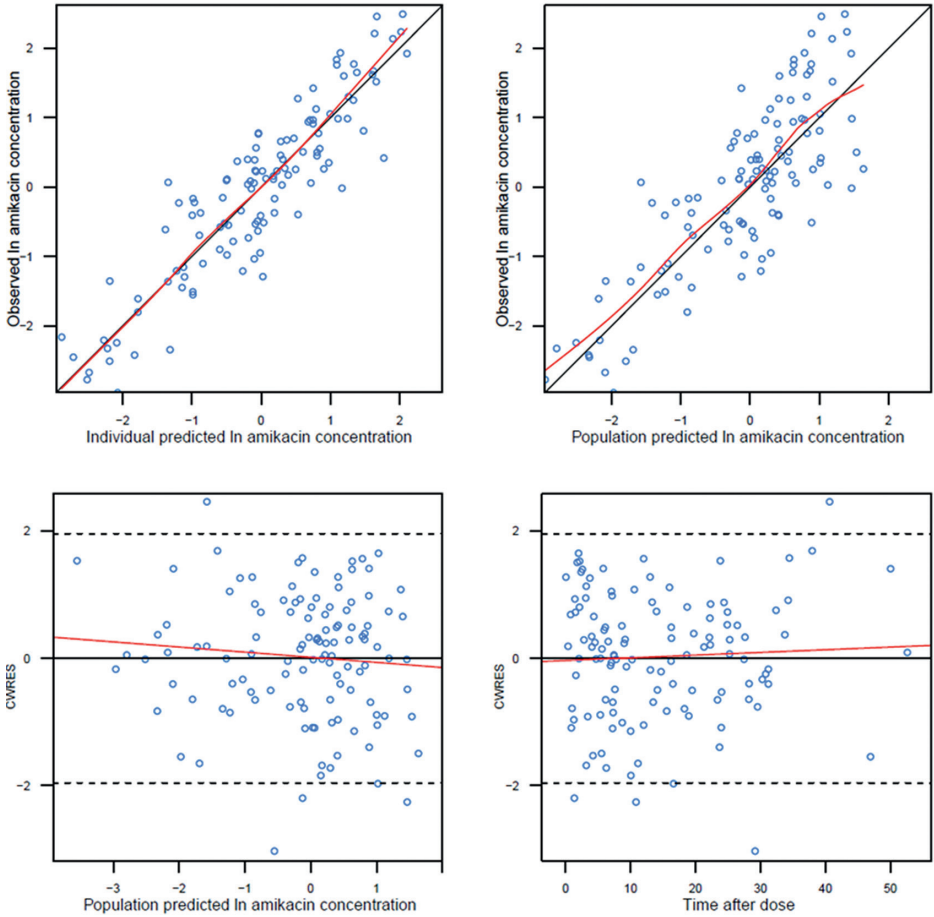 Observed ln amikacin concentration
2
1
0
−1
−2
−2 −1 0 1 2
Individual predicted ln amikacin concentration
Observed ln amikacin concentration
2
1
0
−1
−2
−2 −1 0 1 2
Population predicted ln amikacin concentration
CWRES
2
0
−2
−3 −2 −1 0 1
Population predicted ln amikacin concentration
CWRES
2
0
−2
0 10 20 30 40 50
Time after dose